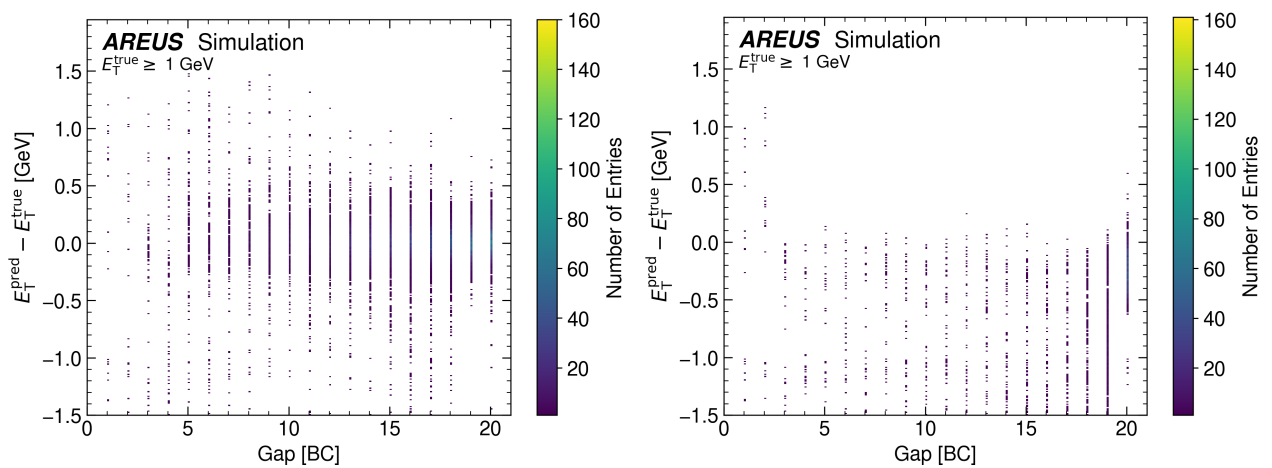 AREUS Simulation
E_T^true ≥ 1 GeV
E_T^pred − E_T^true [GeV]
1.5
1.0
0.5
0.0
−0.5
−1.0
−1.5
0 5 10 15 20
Gap [BC]
160
140
120
100
80
60
40
20
Number of Entries
AREUS Simulation
E_T^true ≥ 1 GeV
E_T^pred − E_T^true [GeV]
1.5
1.0
0.5
0.0
−0.5
−1.0
−1.5
0 5 10 15 20
Gap [BC]
160
140
120
100
80
60
40
20
Number of Entries